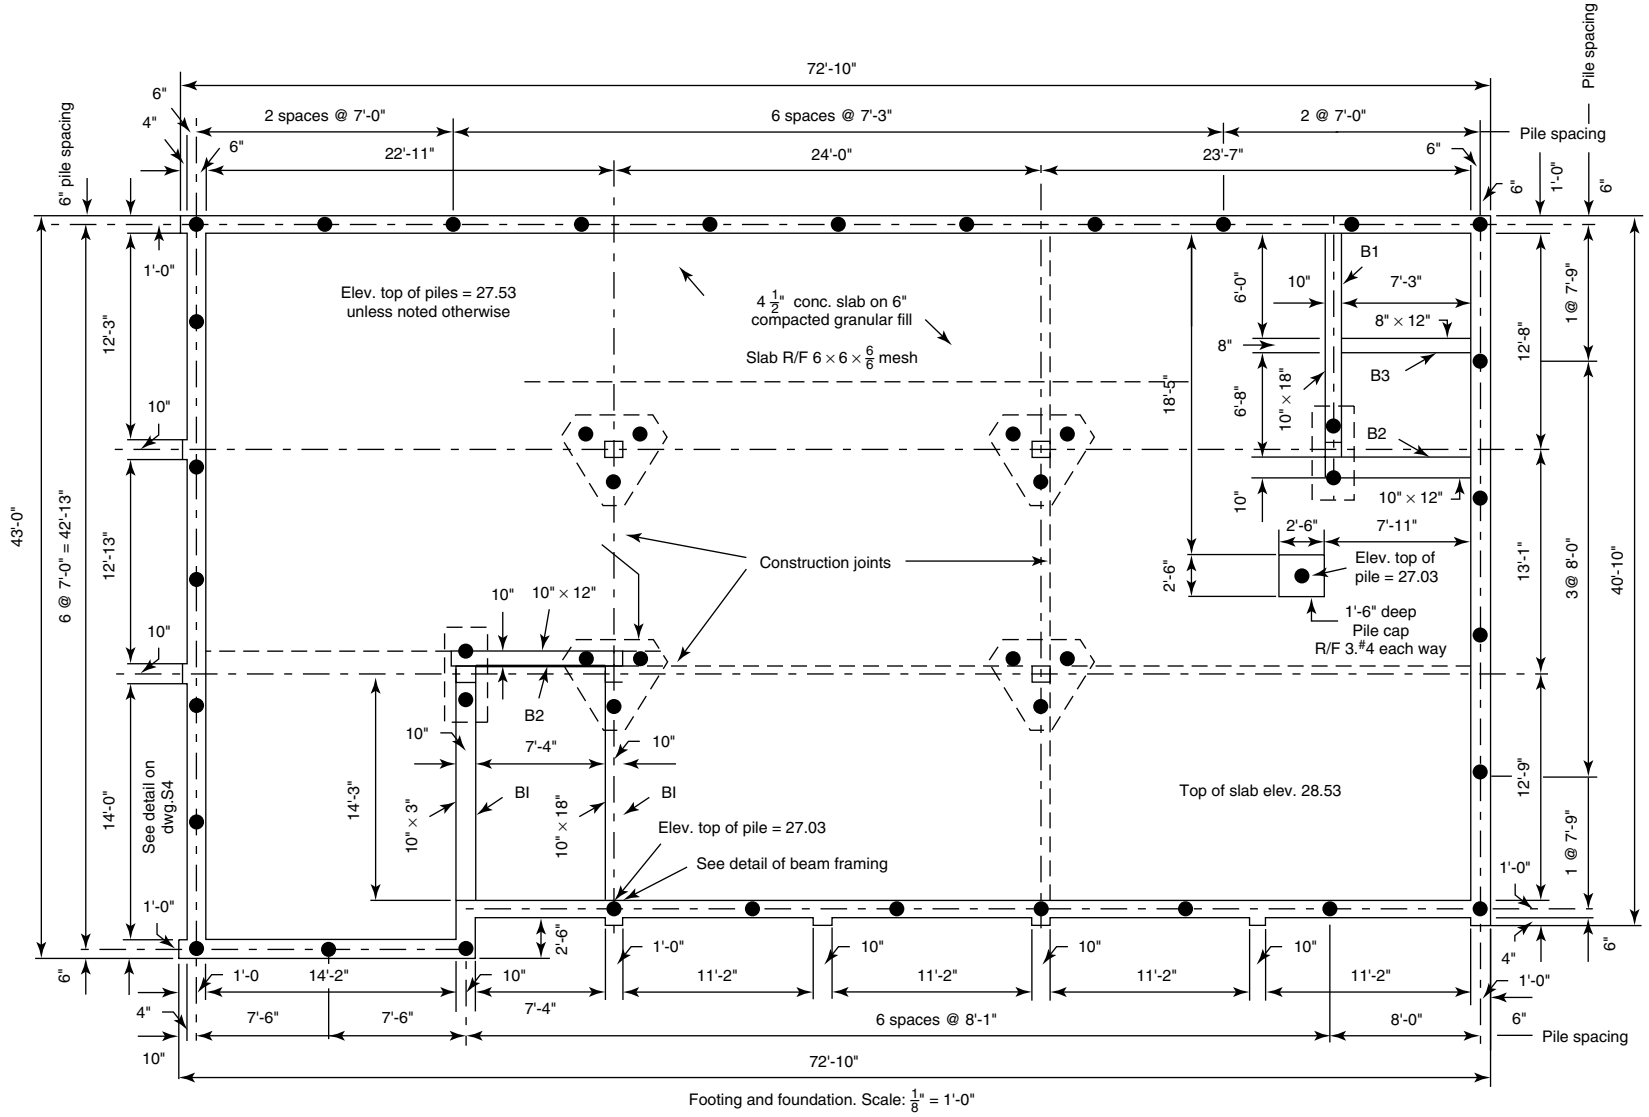 72'-10"
6"
2 spaces @ 7'-0"
6 spaces @ 7'-3"
2 @ 7'-0"
Pile spacing
Pile spacing
4"
6"
22'-11"
24'-0"
23'-7"
6"
6" pile spacing
6"
1'-0"
6"
1'-0"
Elev. top of piles = 27.53
unless noted otherwise
4 1/2" conc. slab on 6"
compacted granular fill
Slab R/F 6 × 6 × 6/6 mesh
B1
10"
7'-3"
6'-0"
8" × 12"
8"
B3
12'-3"
18'-5"
6'-8"
10" × 18"
12'-8"
1@ 7'-9"
10"
B2
10" × 12"
10"
43'-0"
6 @ 7'-0" = 42'-13"
12'-13"
2'-6"
7'-11"
Construction joints
Elev. top of
pile = 27.03
2'-6"
13'-1"
3@ 8'-0"
40'-10"
10"
10" × 12"
1'-6" deep
Pile cap
R/F 3.#4 each way
10"
B2
10"
7'-4"
10"
14'-3"
14'-0"
See detail on
dwg.S4
10" × 3"
BI
10" × 18"
BI
Top of slab elev. 28.53
12'-9"
Elev. top of pile = 27.03
See detail of beam framing
1 @ 7'-9"
1'-0"
1'-0"
2'-6"
1'-0"
10"
10"
10"
4"
6"
6"
1'-0
14'-2"
10"
11'-2"
11'-2"
11'-2"
11'-2"
1'-0"
7'-4"
4"
7'-6"
7'-6"
6 spaces @ 8'-1"
8'-0"
6"
10"
Pile spacing
72'-10"
Footing and foundation. Scale: 1/8" = 1'-0"